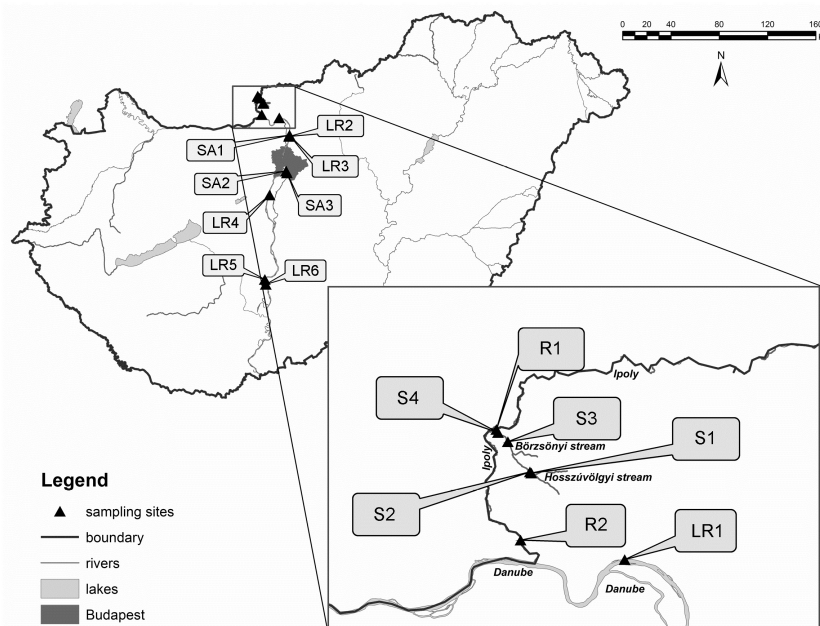 0 20 40 80 120 160
N
LR2
SA1
LR3
SA2
SA3
LR4
LR5
LR6
R1
Ipoly
S4
S3
S1
Börzsönyi stream
Ipoly
Hosszúvölgyi stream
S2
R2
LR1
Danube
Danube
Legend
sampling sites
boundary
rivers
lakes
Budapest